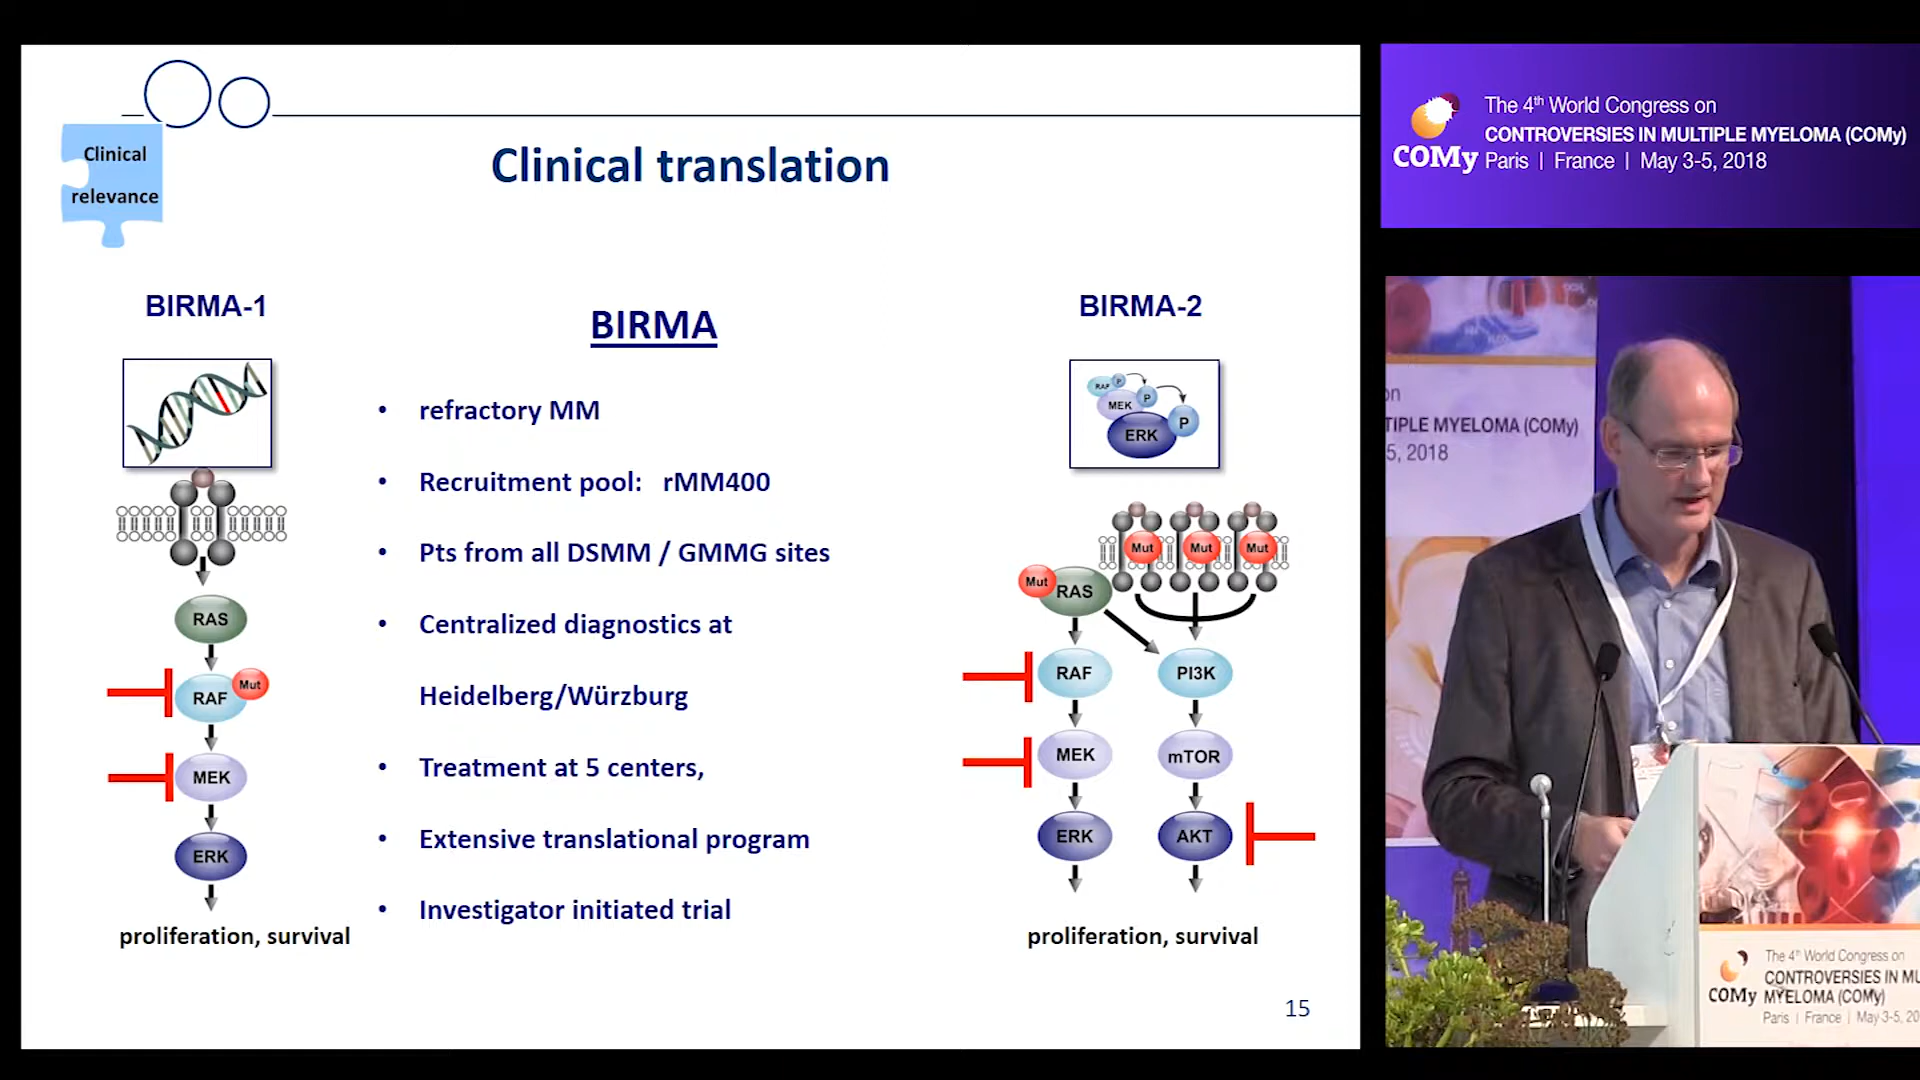 Clinical
relevance
Clinical translation
BIRMA-1
RAS
RAF
Mut
MEK
ERK
proliferation, survival
BIRMA
• refractory MM
• Recruitment pool: rMM400
• Pts from all DSMM / GMMG sites
• Centralized diagnostics at
Heidelberg/Würzburg
• Treatment at 5 centers,
• Extensive translational program
• Investigator initiated trial
BIRMA-2
RAF P
MEK P
ERK P
Mut Mut Mut
Mut RAS
RAF PI3K
MEK mTOR
ERK AKT
proliferation, survival
15
COMy
The 4th World Congress on
CONTROVERSIES IN MULTIPLE MYELOMA (COMy)
Paris | France | May 3-5, 2018
on
TIPLE MYELOMA (COMy)
5, 2018
COMy
The 4th World Congress on
CONTROVERSIES IN MU
MYELOMA (COMy)
Paris | France | May 3-5, 20